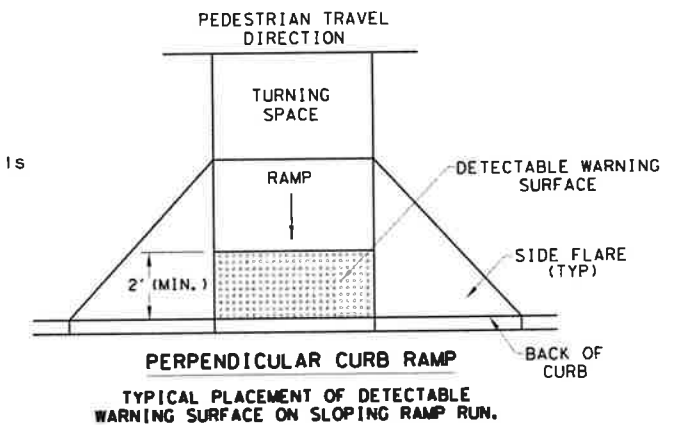 PEDESTRIAN TRAVEL
DIRECTION
TURNING
SPACE
ls
RAMP
DETECTABLE WARNING
SURFACE
SIDE FLARE
(TYP)
2' (MIN.)
BACK OF
CURB
PERPENDICULAR CURB RAMP
TYPICAL PLACEMENT OF DETECTABLE
WARNING SURFACE ON SLOPING RAMP RUN.